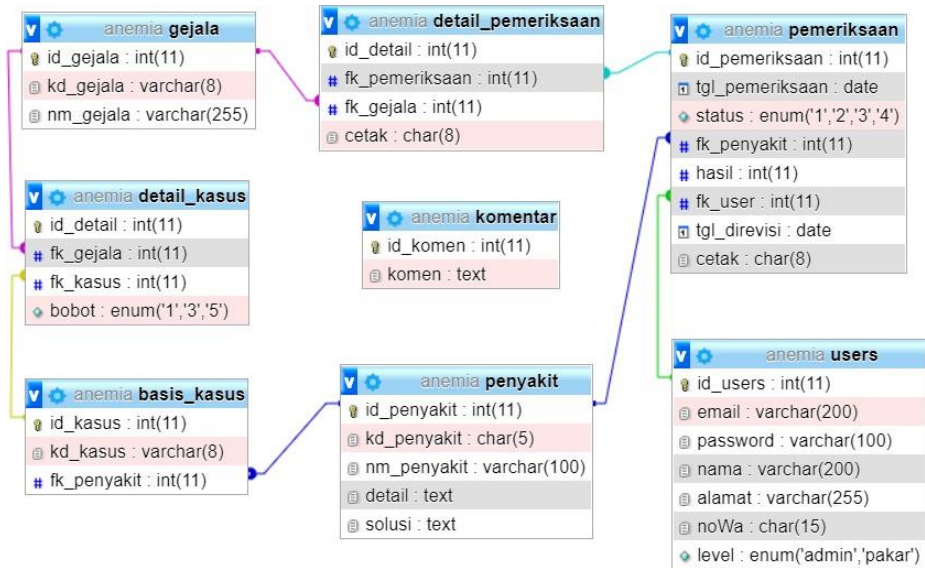 anemia gejala
id_gejala : int(11)
kd_gejala : varchar(8)
nm_gejala : varchar(255)
anemia detail_pemeriksaan
id_detail : int(11)
fk_pemeriksaan : int(11)
fk_gejala : int(11)
cetak : char(8)
anemia pemeriksaan
id_pemeriksaan : int(11)
tgl_pemeriksaan : date
status : enum('1','2','3','4')
fk_penyakit : int(11)
hasil : int(11)
fk_user : int(11)
tgl_direvisi : date
cetak : char(8)
anemia detail_kasus
id_detail : int(11)
fk_gejala : int(11)
fk_kasus : int(11)
bobot : enum('1','3','5')
anemia komentar
id_komen : int(11)
komen : text
anemia basis_kasus
id_kasus : int(11)
kd_kasus : varchar(8)
fk_penyakit : int(11)
anemia penyakit
id_penyakit : int(11)
kd_penyakit : char(5)
nm_penyakit : varchar(100)
detail : text
solusi : text
anemia users
id_users : int(11)
email : varchar(200)
password : varchar(100)
nama : varchar(200)
alamat : varchar(255)
noWa : char(15)
level : enum('admin','pakar')